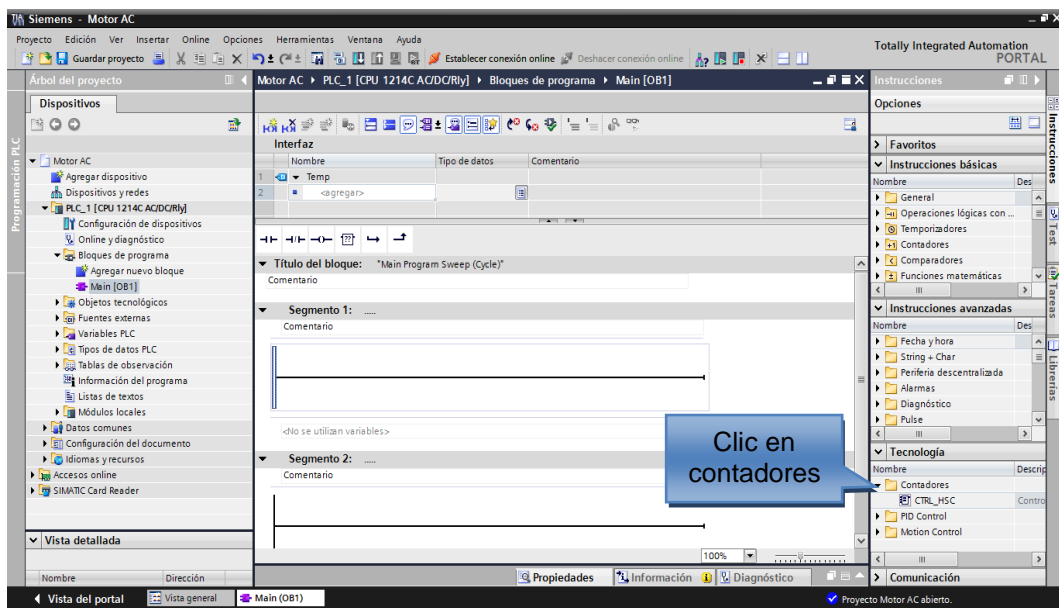 Siemens - Motor AC
Proyecto Edición Ver Insertar Online Opciones Herramientas Ventana Ayuda
Totally Integrated Automation
PORTAL
Guardar proyecto Establecer conexión online Deshacer conexión online
Árbol del proyecto
Dispositivos
Programación PLC
Motor AC
Agregar dispositivo
Dispositivos y redes
PLC_1 [CPU 1214C AC/DC/Rly]
Configuración de dispositivos
Online y diagnóstico
Bloques de programa
Agregar nuevo bloque
Main [OB1]
Objetos tecnológicos
Fuentes externas
Variables PLC
Tipos de datos PLC
Tablas de observación
Información del programa
Listas de textos
Módulos locales
Datos comunes
Configuración del documento
Idiomas y recursos
Accesos online
SIMATIC Card Reader
Vista detallada
Nombre Dirección
Motor AC PLC_1 [CPU 1214C AC/DC/Rly] Bloques de programa Main [OB1]
Interfaz
Nombre Tipo de datos Comentario
1 Temp
2 <agregar>
Título del bloque: "Main Program Sweep (Cycle)"
Comentario
Segmento 1: .....
Comentario
<No se utilizan variables>
Segmento 2: .....
Comentario
100%
Propiedades Información Diagnóstico
Clic en
contadores
Instrucciones
Opciones
Favoritos
Instrucciones básicas
Nombre Des
General
Operaciones lógicas con ...
Temporizadores
Contadores
Comparadores
Funciones matemáticas
Instrucciones avanzadas
Nombre Des
Fecha y hora
String + Char
Periferia descentralizada
Alarmas
Diagnóstico
Pulse
Tecnología
Nombre Descrip
Contadores
CTRL_HSC Contro
PID Control
Motion Control
Comunicación
Instrucciones
Test
Tareas
Librerías
Vista del portal Vista general Main (OB1) Proyecto Motor AC abierto.